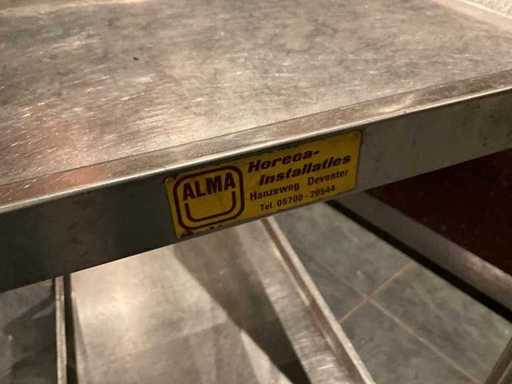 ALMA
Horeca-
installaties
Hanzeweg Deventer
Tel. 05700-20544